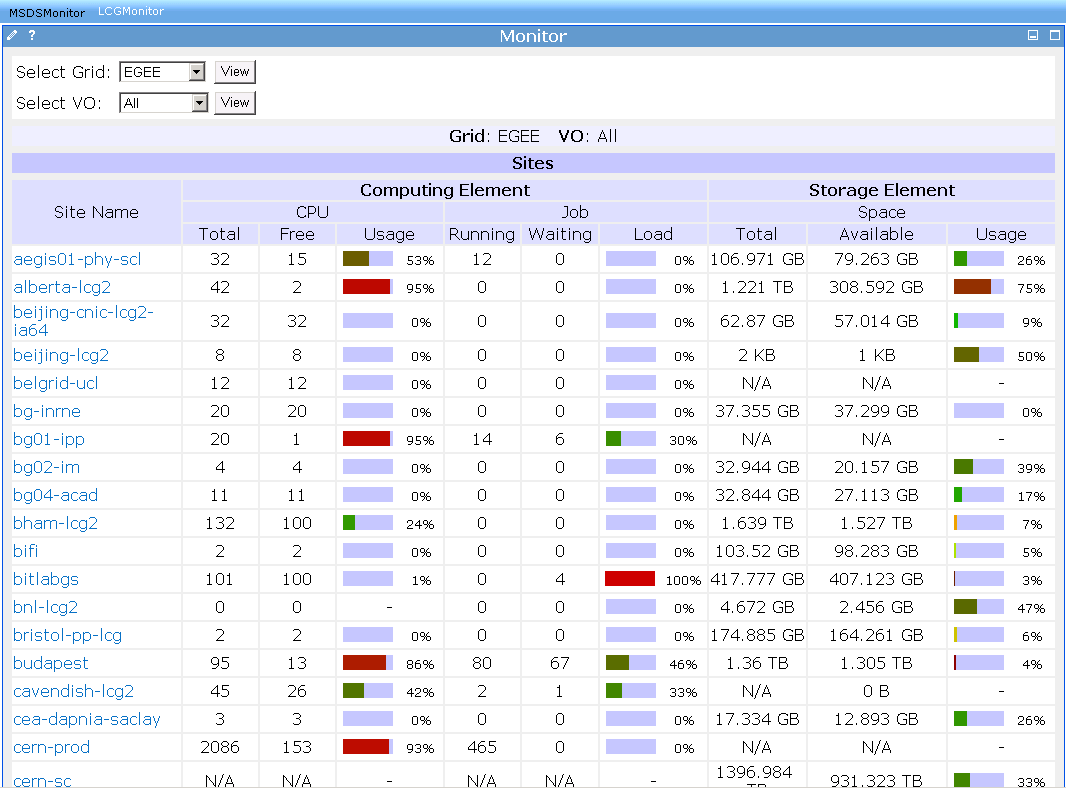 MSDSMonitor LCGMonitor
? Monitor
Select Grid: EGEE View
Select VO: All View
Grid: EGEE VO: All
Sites
Computing Element Storage Element
Site Name CPU Job Space
Total Free Usage Running Waiting Load Total Available Usage
aegis01-phy-scl 32 15 53% 12 0 0% 106.971 GB 79.263 GB 26%
alberta-lcg2 42 2 95% 0 0 0% 1.221 TB 308.592 GB 75%
beijing-cnic-lcg2-
ia64 32 32 0% 0 0 0% 62.87 GB 57.014 GB 9%
beijing-lcg2 8 8 0% 0 0 0% 2 KB 1 KB 50%
belgrid-ucl 12 12 0% 0 0 0% N/A N/A -
bg-inrne 20 20 0% 0 0 0% 37.355 GB 37.299 GB 0%
bg01-ipp 20 1 95% 14 6 30% N/A N/A -
bg02-im 4 4 0% 0 0 0% 32.944 GB 20.157 GB 39%
bg04-acad 11 11 0% 0 0 0% 32.844 GB 27.113 GB 17%
bham-lcg2 132 100 24% 0 0 0% 1.639 TB 1.527 TB 7%
bifi 2 2 0% 0 0 0% 103.52 GB 98.283 GB 5%
bitlabgs 101 100 1% 0 4 100% 417.777 GB 407.123 GB 3%
bnl-lcg2 0 0 - 0 0 0% 4.672 GB 2.456 GB 47%
bristol-pp-lcg 2 2 0% 0 0 0% 174.885 GB 164.261 GB 6%
budapest 95 13 86% 80 67 46% 1.36 TB 1.305 TB 4%
cavendish-lcg2 45 26 42% 2 1 33% N/A 0 B -
cea-dapnia-saclay 3 3 0% 0 0 0% 17.334 GB 12.893 GB 26%
cern-prod 2086 153 93% 465 0 0% N/A N/A -
cern-sc N/A N/A - N/A N/A - 1396.984 TB 931.323 TB 33%